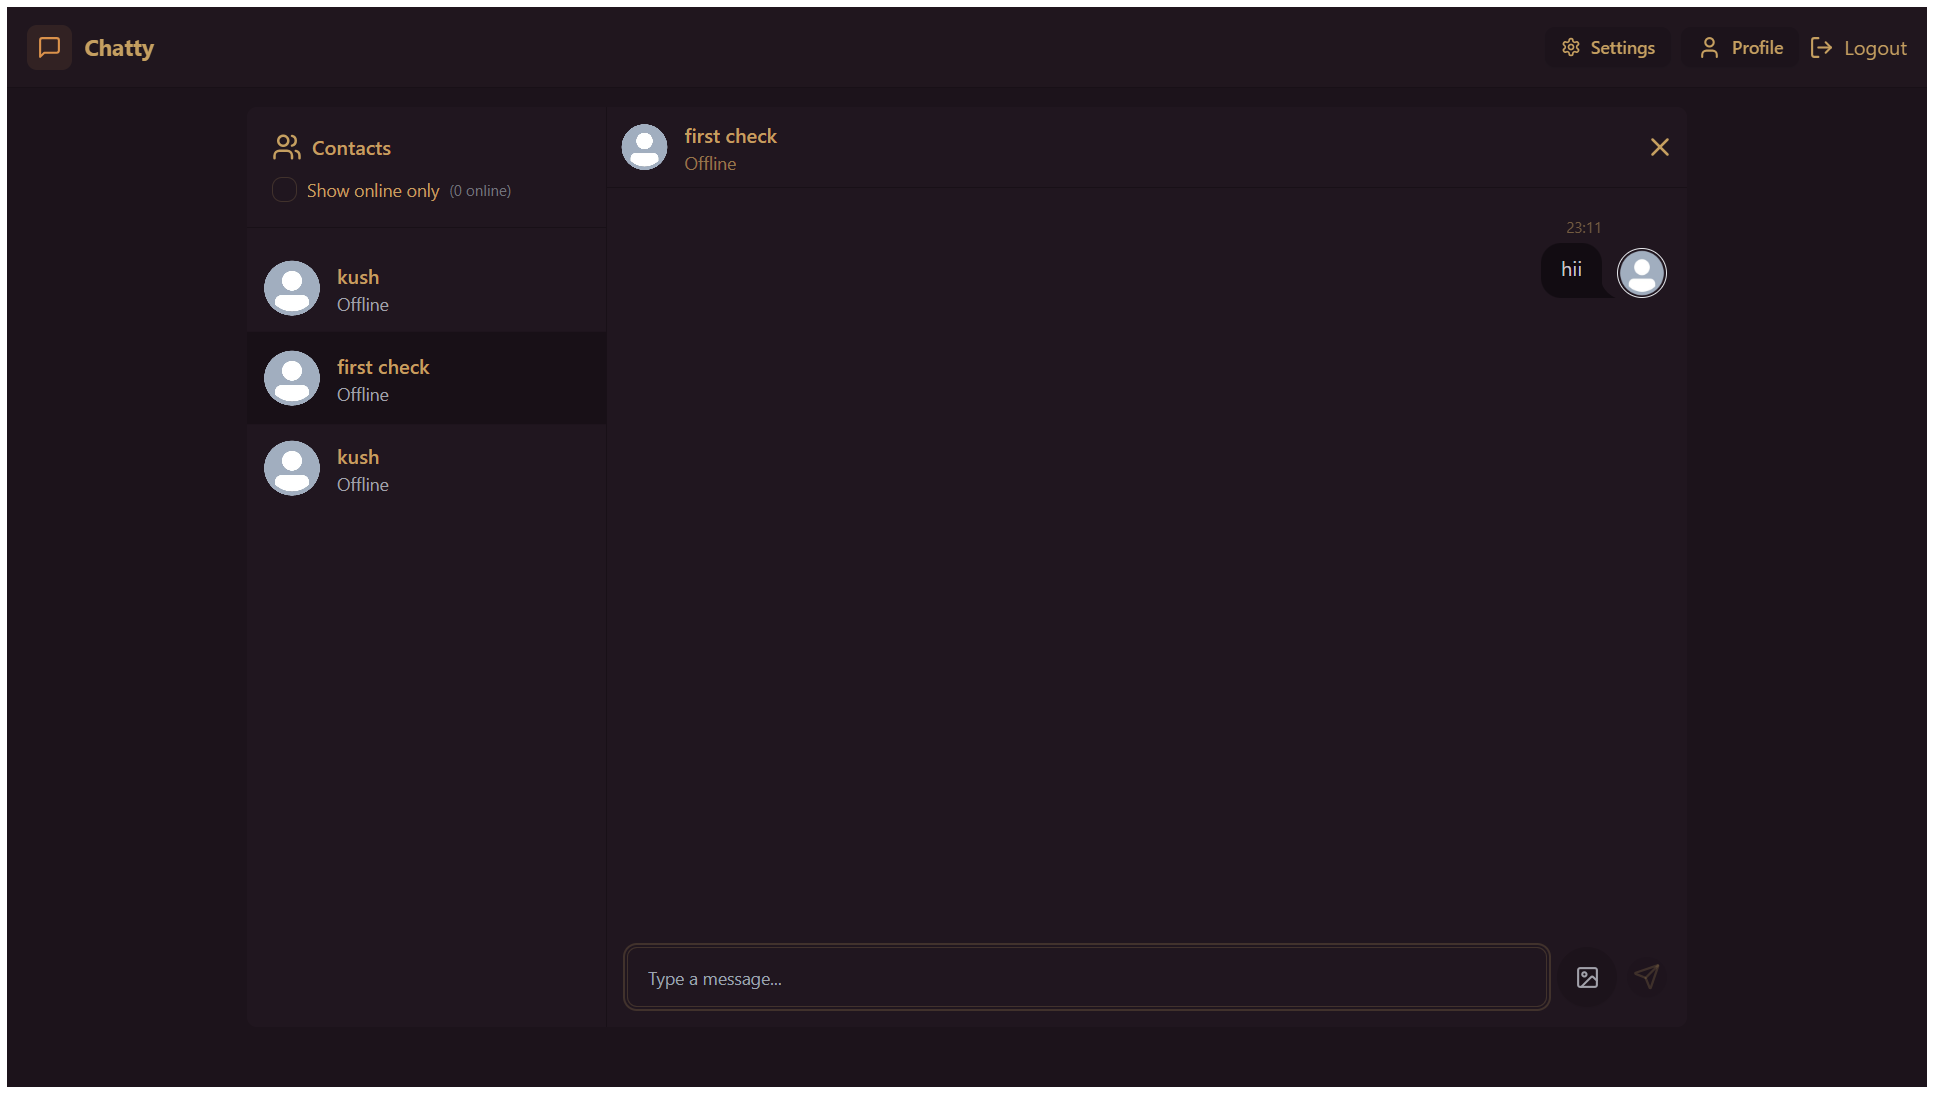 Chatty
Settings
Profile
Logout
Contacts
Show online only (0 online)
kush
Offline
first check
Offline
kush
Offline
first check
Offline
23:11
hii
Type a message...